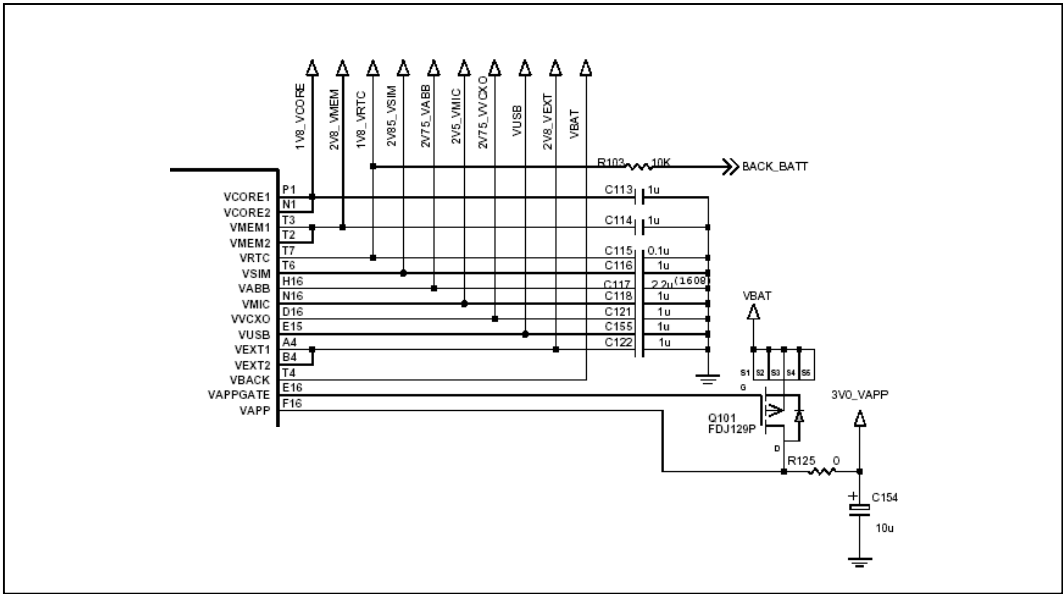 1V8_VCORE
2V8_VMEM
1V8_VRTC
2V85_VSIM
2V75_VABB
2V5_VMIC
2V75_VVCXO
VUSB
2V8_VEXT
VBAT
R103 10K BACK_BATT
VCORE1 P1 C113 1u
VCORE2 N1
VMEM1 T3 C114 1u
VMEM2 T2
VRTC T7 C115 0.1u
VSIM T6 C116 1u
VABB H16 C117 2.2u (1608)
VMIC N16 C118 1u
VVCXO D16 C121 1u
VUSB E15 C155 1u
VEXT1 A4 C122 1u
VEXT2 B4
VBACK T4
VAPPGATE E16
VAPP F16
VBAT
S1 S2 S3 S4 S5
G
Q101
FDJ129P
D
3V0_VAPP
R125 0
+ C154
10u